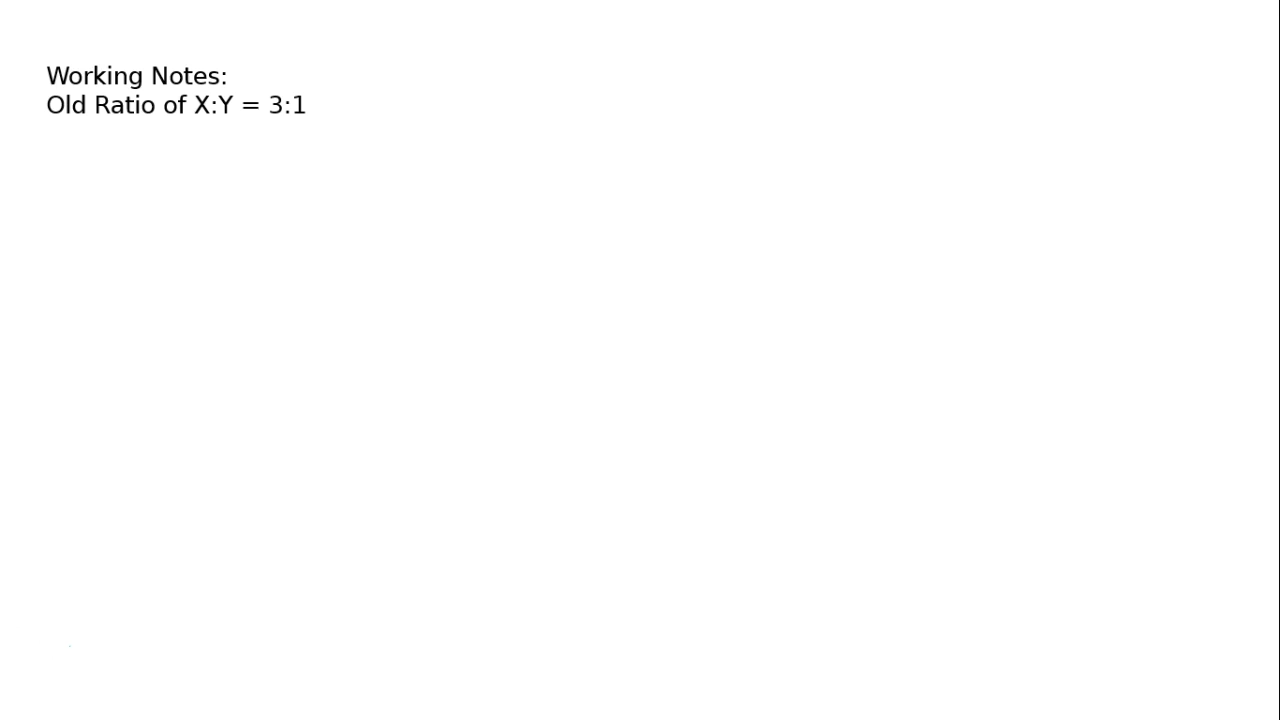 Working Notes:
Old Ratio of X:Y = 3:1